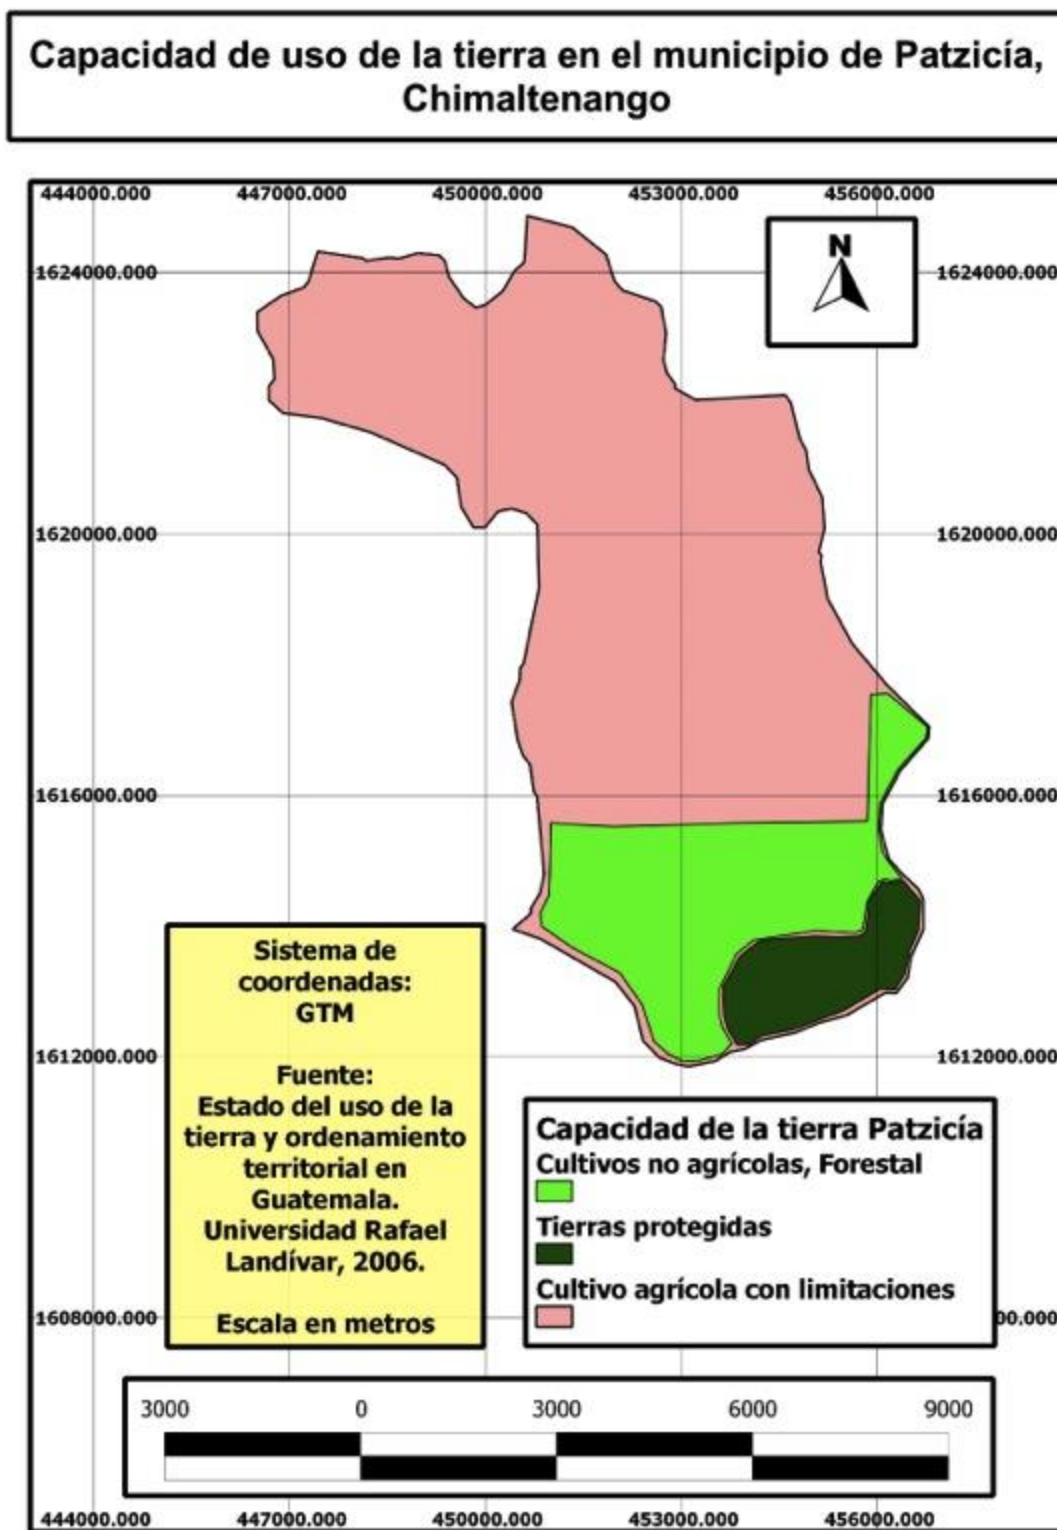 Capacidad de uso de la tierra en el municipio de Patzicía,
Chimaltenango
444000.000 447000.000 450000.000 453000.000 456000.000
N
1624000.000 1624000.000
1620000.000 1620000.000
1616000.000 1616000.000
Sistema de
coordenadas:
GTM
Fuente:
Estado del uso de la
tierra y ordenamiento
territorial en
Guatemala.
Universidad Rafael
Landívar, 2006.
Escala en metros
1612000.000 1612000.000
Capacidad de la tierra Patzicía
Cultivos no agrícolas, Forestal
Tierras protegidas
Cultivo agrícola con limitaciones
1608000.000 00.000
3000 0 3000 6000 9000
444000.000 447000.000 450000.000 453000.000 456000.000